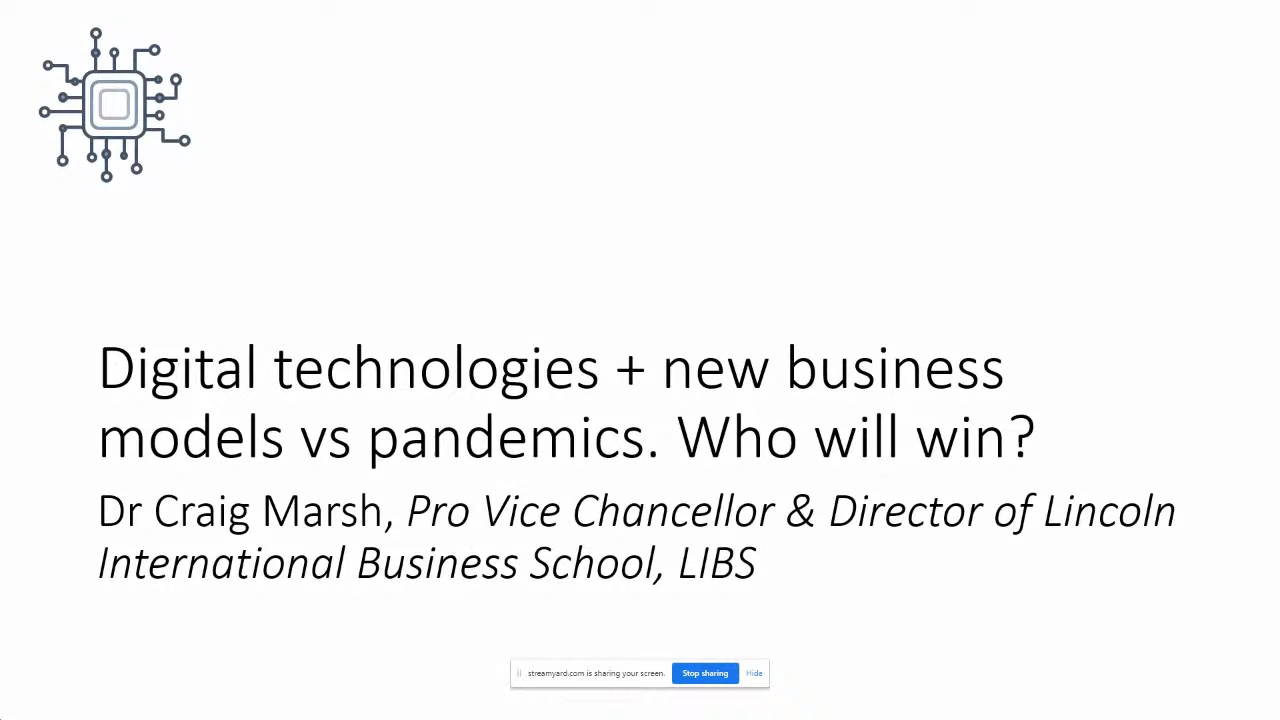 Digital technologies + new business
models vs pandemics. Who will win?
Dr Craig Marsh, Pro Vice Chancellor & Director of Lincoln
International Business School, LIBS
streamyard.com is sharing your screen. Stop sharing Hide